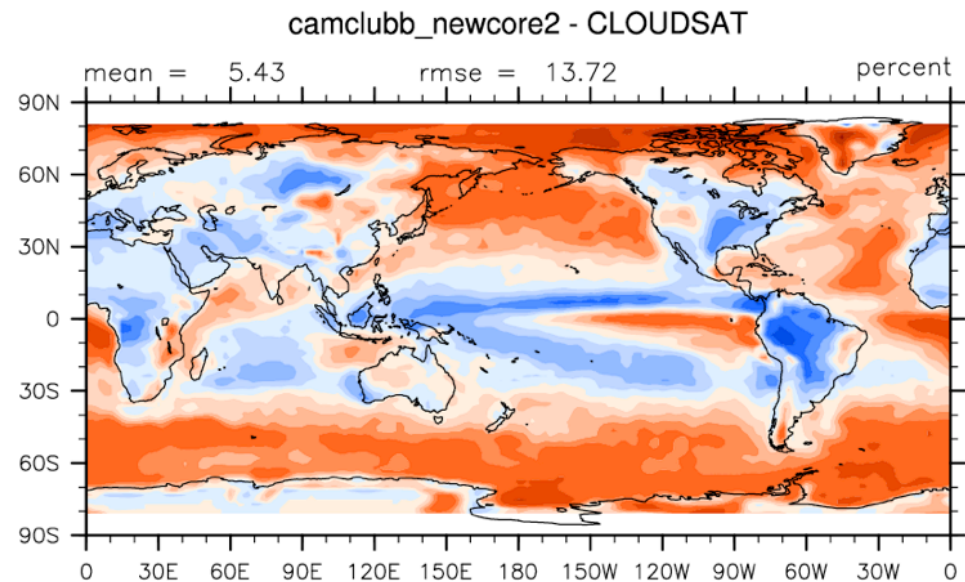 camclubb_newcore2 - CLOUDSAT
mean = 5.43 rmse = 13.72 percent
90N
60N
30N
0
30S
60S
90S
0 30E 60E 90E 120E 150E 180 150W 120W 90W 60W 30W 0